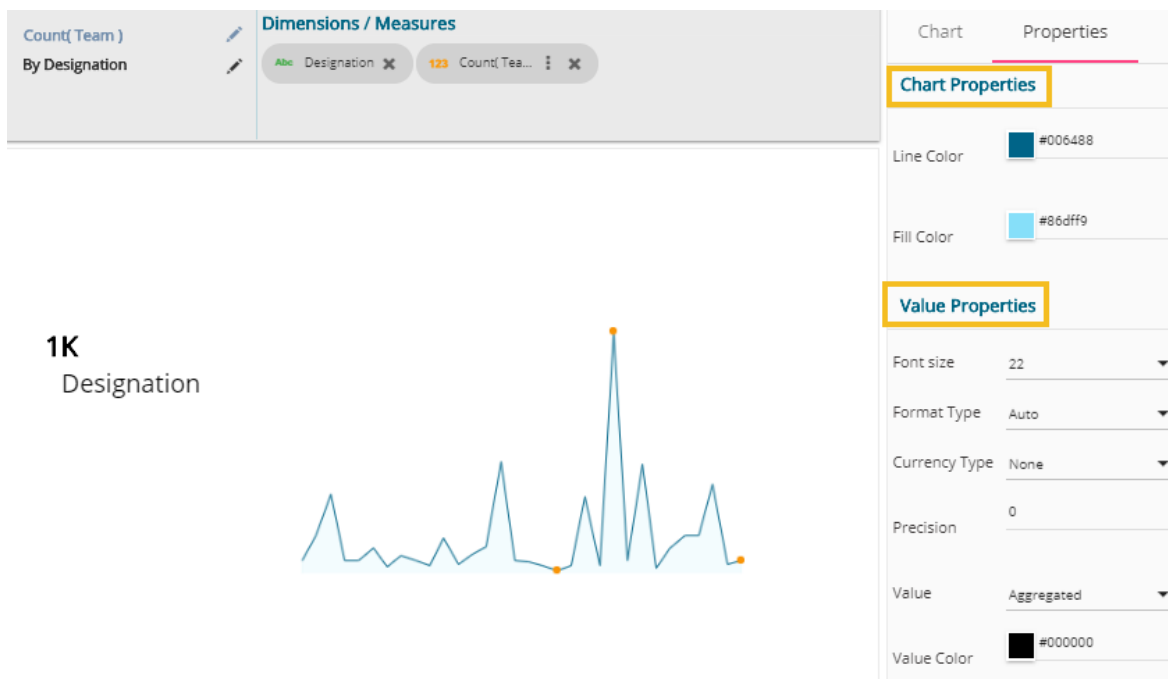 Count( Team )
By Designation
Dimensions / Measures
Abc Designation
123 Count( Tea...
Chart Properties
Chart Properties
Line Color #006488
Fill Color #86dff9
Value Properties
Font size 22
Format Type Auto
Currency Type None
Precision 0
Value Aggregated
Value Color #000000
1K
Designation